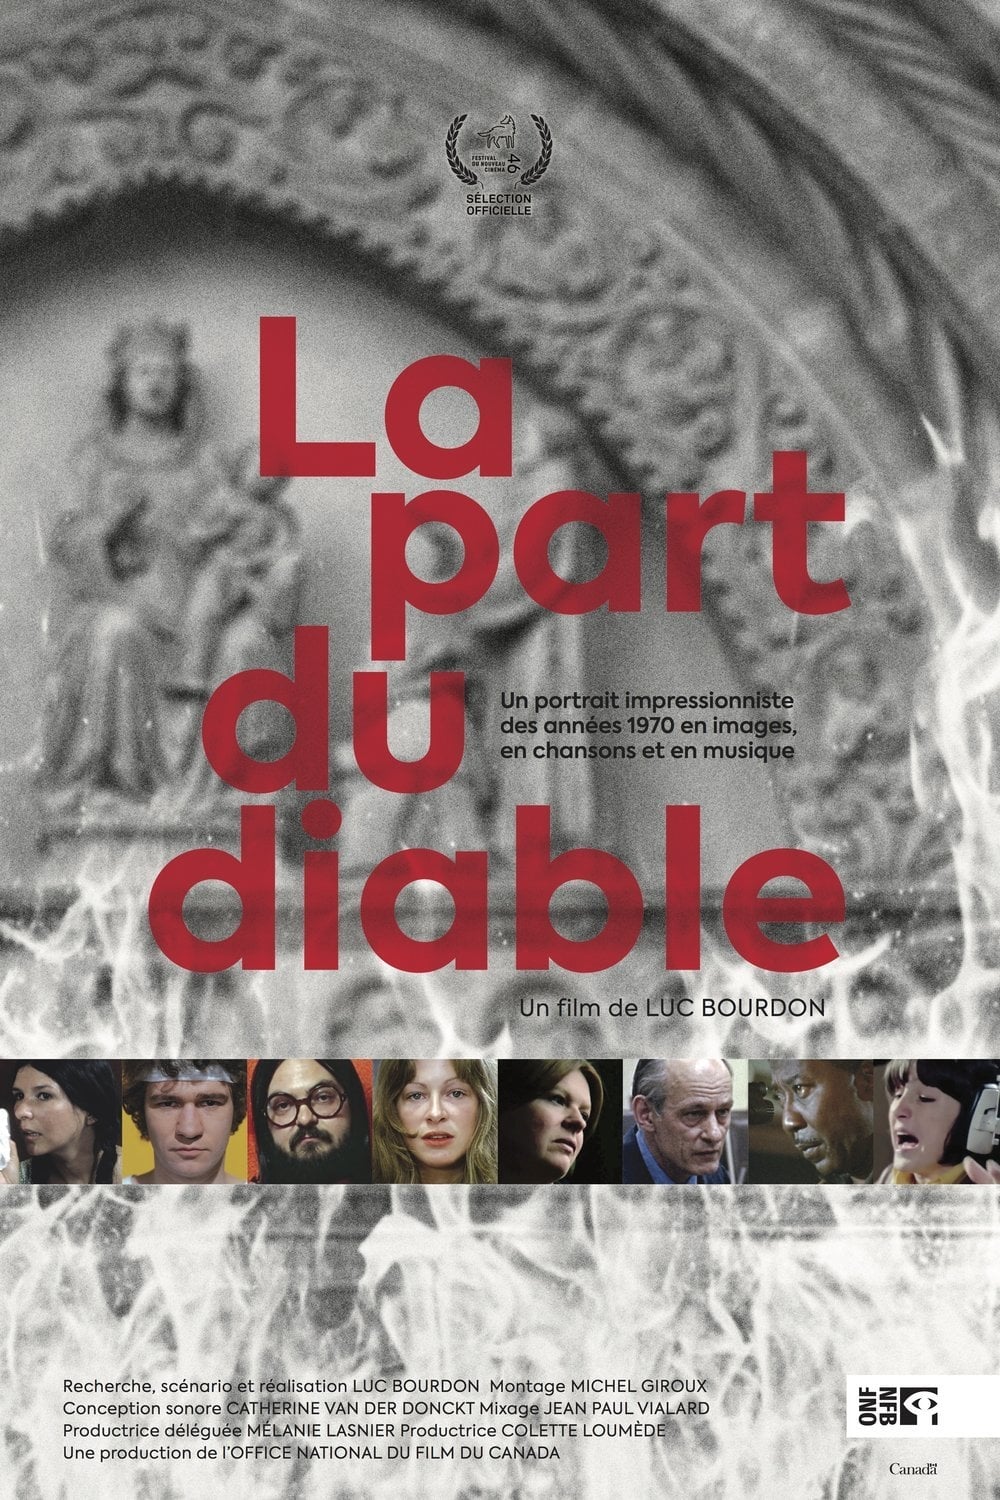 FESTIVAL
DU NOUVEAU
CINÉMA
46
SÉLECTION
OFFICIELLE
La
part
du
diable
Un portrait impressionniste
des années 1970 en images,
en chansons et en musique
Un film de LUC BOURDON
Recherche, scénario et réalisation LUC BOURDON Montage MICHEL GIROUX
Conception sonore CATHERINE VAN DER DONCKT Mixage JEAN PAUL VIALARD
Productrice déléguée MÉLANIE LASNIER Productrice COLETTE LOUMÈDE
Une production de l'OFFICE NATIONAL DU FILM DU CANADA
ONF
NFB
Canada